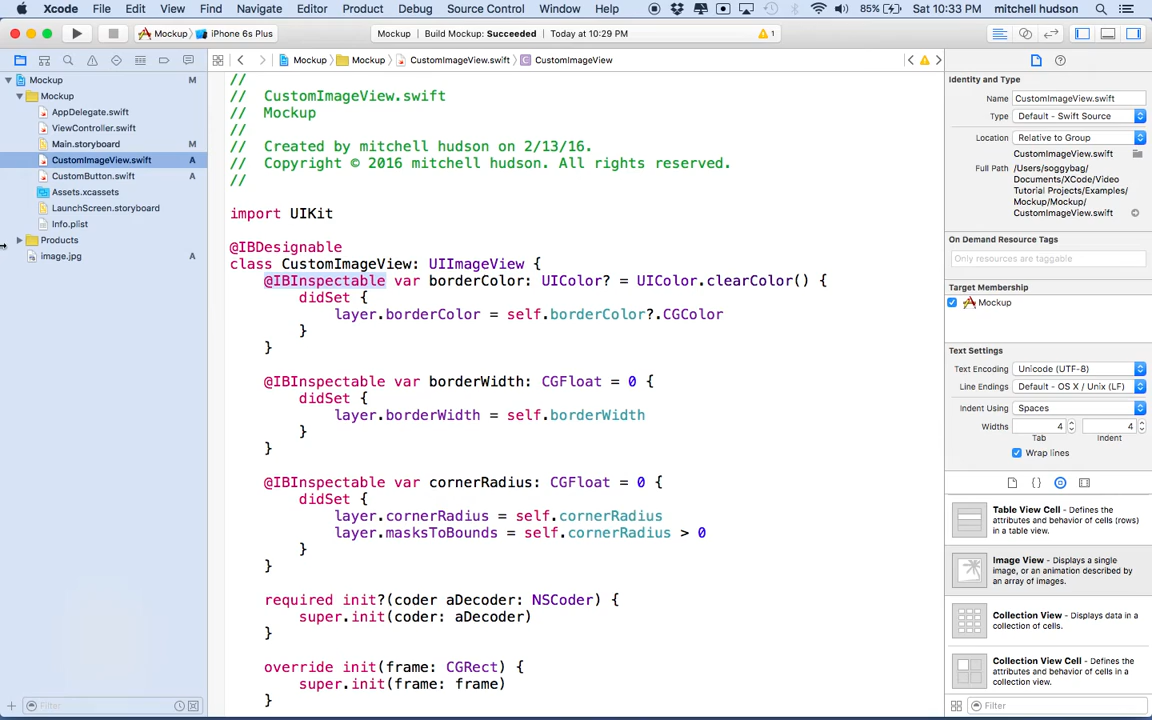 Xcode File Edit View Find Navigate Editor Product Debug Source Control Window Help 85% Sat 10:33 PM mitchell hudson
Mockup iPhone 6s Plus Mockup Build Mockup: Succeeded Today at 10:29 PM 1
Mockup Mockup CustomImageView.swift CustomImageView
Mockup M
Mockup
AppDelegate.swift
ViewController.swift
Main.storyboard M
CustomImageView.swift A
CustomButton.swift A
Assets.xcassets
LaunchScreen.storyboard
Info.plist
Products
image.jpg A
Filter
//
// CustomImageView.swift
// Mockup
//
// Created by mitchell hudson on 2/13/16.
// Copyright © 2016 mitchell hudson. All rights reserved.
//
import UIKit
@IBDesignable
class CustomImageView: UIImageView {
@IBInspectable var borderColor: UIColor? = UIColor.clearColor() {
didSet {
layer.borderColor = self.borderColor?.CGColor
}
}
@IBInspectable var borderWidth: CGFloat = 0 {
didSet {
layer.borderWidth = self.borderWidth
}
}
@IBInspectable var cornerRadius: CGFloat = 0 {
didSet {
layer.cornerRadius = self.cornerRadius
layer.masksToBounds = self.cornerRadius > 0
}
}
required init?(coder aDecoder: NSCoder) {
super.init(coder: aDecoder)
}
override init(frame: CGRect) {
super.init(frame: frame)
}
Identity and Type
Name CustomImageView.swift
Type Default - Swift Source
Location Relative to Group
CustomImageView.swift
Full Path /Users/soggybag/
Documents/XCode/Video
Tutorial Projects/Examples/
Mockup/Mockup/
CustomImageView.swift
On Demand Resource Tags
Only resources are taggable
Target Membership
Mockup
Text Settings
Text Encoding Unicode (UTF-8)
Line Endings Default - OS X / Unix (LF)
Indent Using Spaces
Widths 4 4
Tab Indent
Wrap lines
{}
Table View Cell - Defines the
attributes and behavior of cells (rows)
in a table view.
Image View - Displays a single
image, or an animation described by
an array of images.
Collection View - Displays data in a
collection of cells.
Collection View Cell - Defines the
attributes and behavior of cells in a
collection view.
Filter